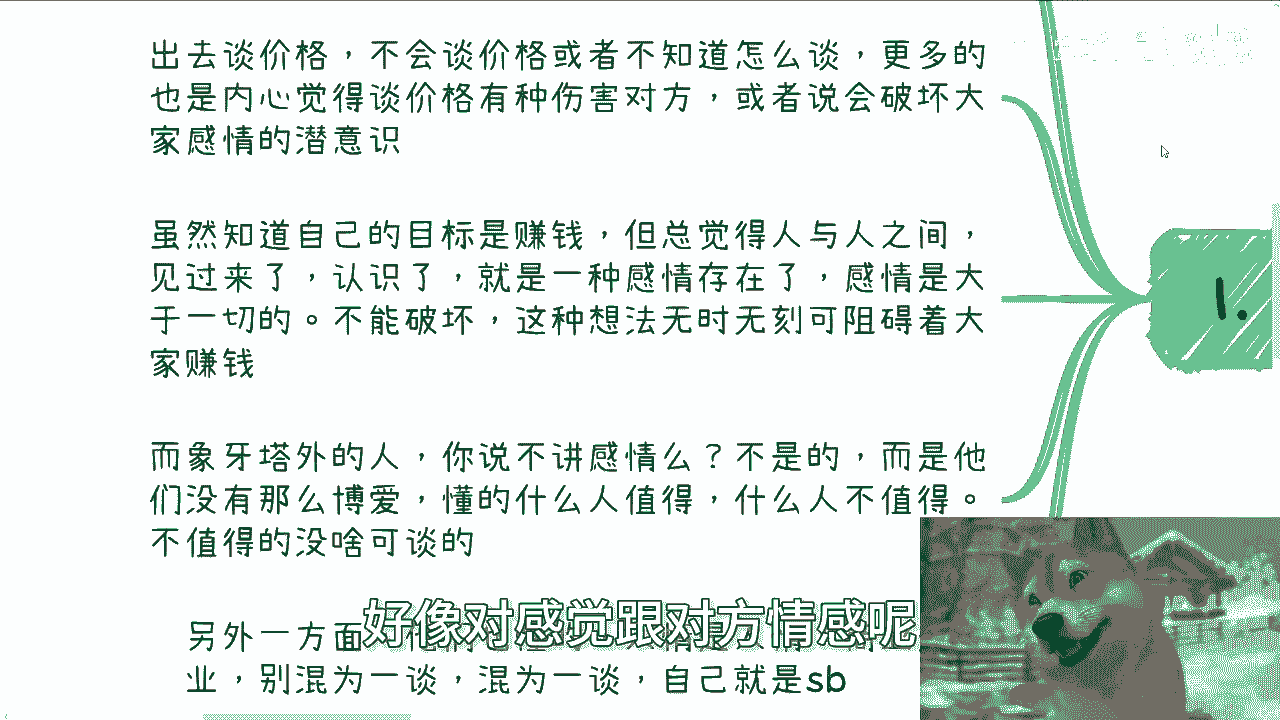 出去谈价格，不会谈价格或者不知道怎么谈，更多的
也是内心觉得谈价格有种伤害对方，或者说会破坏大
家感情的潜意识
虽然知道自己的目标是赚钱，但总觉得人与人之间，
见过来了，认识了，就是一种感情存在了，感情是大
于一切的。不能破坏，这种想法无时无刻可阻碍着大
家赚钱
1.
而象牙塔外的人，你说不讲感情么？不是的，而是他
们没有那么博爱，懂的什么人值得，什么人不值得。
不值得的没啥可谈的
另外一方面
好像对感觉跟对方情感呢
业，别混为一谈，混为一谈，自己就是sb